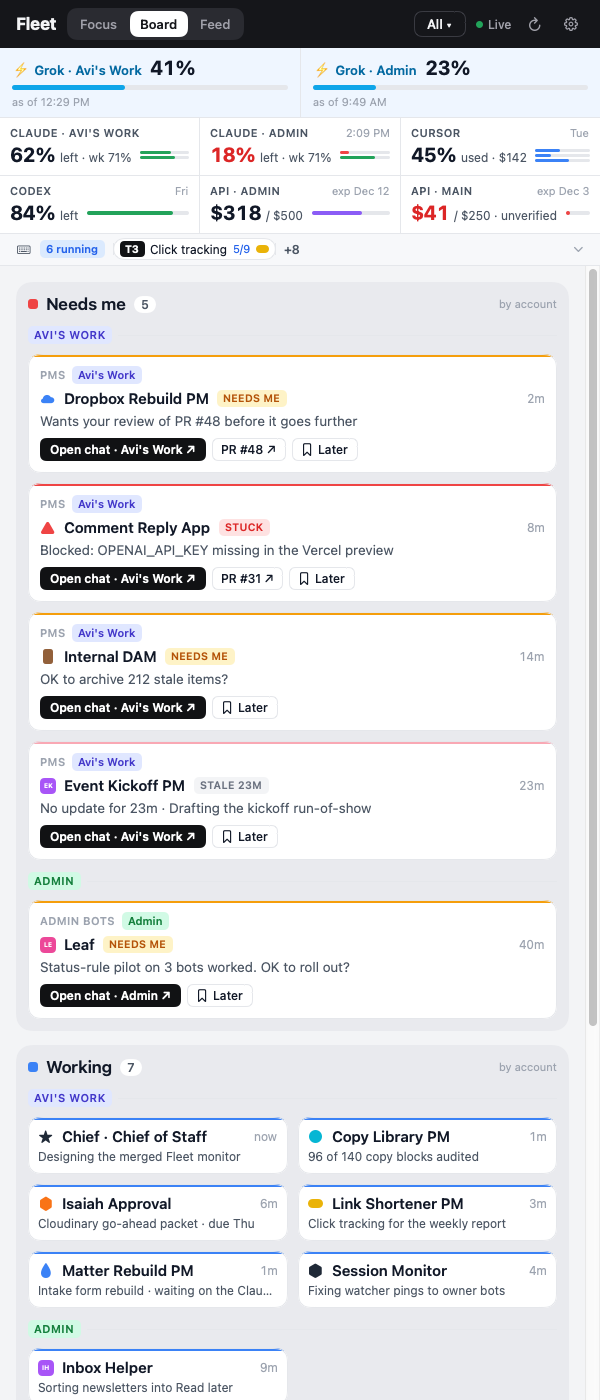 Fleet Focus Board Feed All ▾ Live
⚡ Grok · Avi's Work 41%
as of 12:29 PM
⚡ Grok · Admin 23%
as of 9:49 AM
CLAUDE · AVI'S WORK
62% left · wk 71%
CLAUDE · ADMIN 2:09 PM
18% left · wk 71%
CURSOR Tue
45% used · $142
CODEX Fri
84% left
API · ADMIN exp Dec 12
$318 / $500
API · MAIN exp Dec 3
$41 / $250 · unverified
6 running T3 Click tracking 5/9 +8
Needs me 5 by account
AVI'S WORK
PMS Avi's Work
Dropbox Rebuild PM NEEDS ME 2m
Wants your review of PR #48 before it goes further
Open chat · Avi's Work ↗ PR #48 ↗ Later
PMS Avi's Work
Comment Reply App STUCK 8m
Blocked: OPENAI_API_KEY missing in the Vercel preview
Open chat · Avi's Work ↗ PR #31 ↗ Later
PMS Avi's Work
Internal DAM NEEDS ME 14m
OK to archive 212 stale items?
Open chat · Avi's Work ↗ Later
PMS Avi's Work
EK Event Kickoff PM STALE 23M 23m
No update for 23m · Drafting the kickoff run-of-show
Open chat · Avi's Work ↗ Later
ADMIN
ADMIN BOTS Admin
LE Leaf NEEDS ME 40m
Status-rule pilot on 3 bots worked. OK to roll out?
Open chat · Admin ↗ Later
Working 7 by account
AVI'S WORK
Chief · Chief of Staff now
Designing the merged Fleet monitor
Copy Library PM 1m
96 of 140 copy blocks audited
Isaiah Approval 6m
Cloudinary go-ahead packet · due Thu
Link Shortener PM 3m
Click tracking for the weekly report
Matter Rebuild PM 1m
Intake form rebuild · waiting on the Clau...
Session Monitor 4m
Fixing watcher pings to owner bots
ADMIN
IH Inbox Helper 9m
Sorting newsletters into Read later